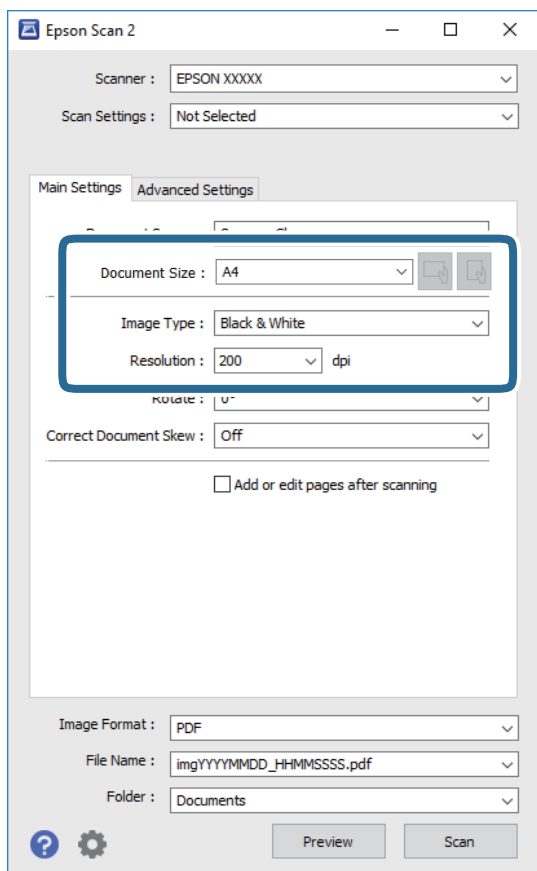 Epson Scan 2
Scanner : EPSON XXXXX
Scan Settings : Not Selected
Main Settings Advanced Settings
Document Size : A4
Image Type : Black & White
Resolution : 200 dpi
Rotate : 0°
Correct Document Skew : Off
Add or edit pages after scanning
Image Format : PDF
File Name : imgYYYYMMDD_HHMMSSSS.pdf
Folder : Documents
? Preview Scan